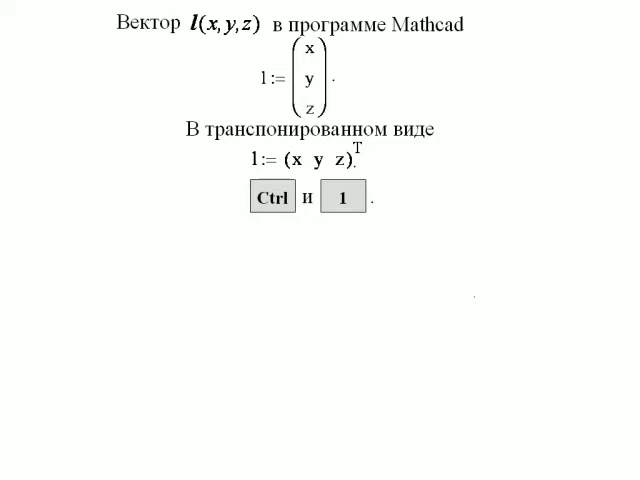 Вектор l(x,y,z) в программе Mathcad
l := (x y z).
В транспонированном виде
l := (x y z)^T.
Ctrl и 1 .